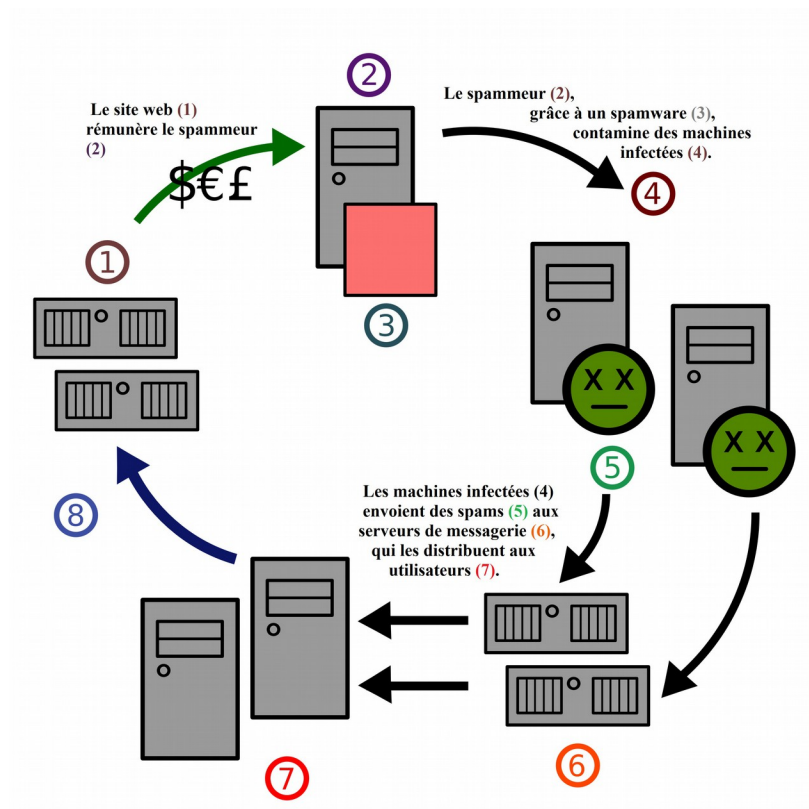 2
Le site web (1)
rémunère le spammeur
(2)
$€£
Le spammeur (2),
grâce à un spamware (3),
contamine des machines
infectées (4).
4
1
3
X X
X X
5
Les machines infectées (4)
envoient des spams (5) aux
serveurs de messagerie (6),
qui les distribuent aux
utilisateurs (7).
8
6
7